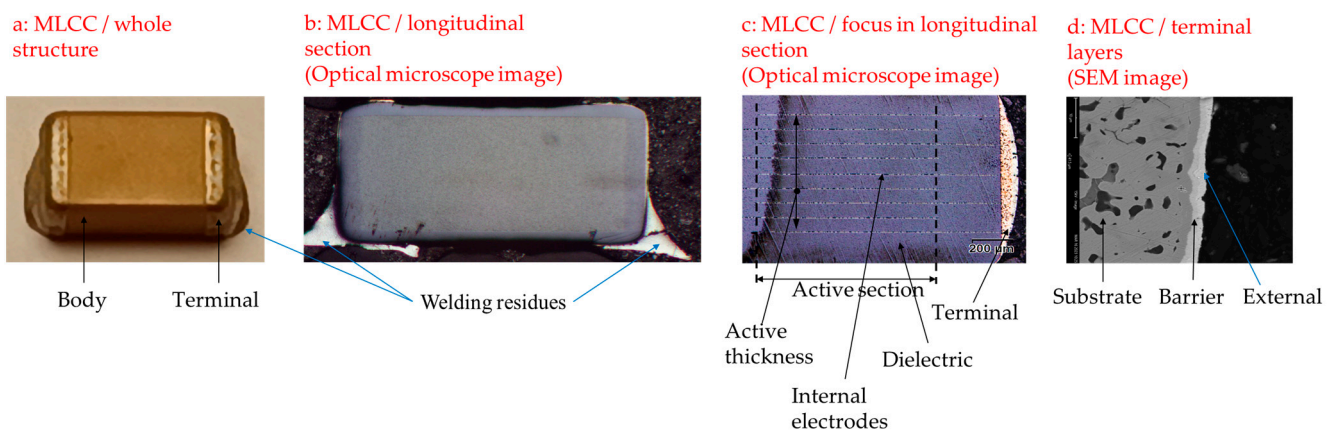 a: MLCC / whole
structure
b: MLCC / longitudinal
section
(Optical microscope image)
c: MLCC / focus in longitudinal
section
(Optical microscope image)
d: MLCC / terminal
layers
(SEM image)
200 µm
Body
Terminal
Welding residues
Active section
Active
thickness
Internal
electrodes
Dielectric
Terminal
Substrate
Barrier
External